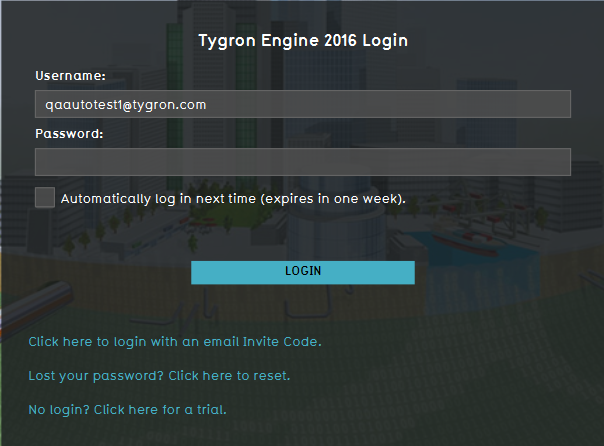 Tygron Engine 2016 Login
Username:
qaautotest1@tygron.com
Password:
Automatically log in next time (expires in one week).
LOGIN
Click here to login with an email Invite Code.
Lost your password? Click here to reset.
No login? Click here for a trial.